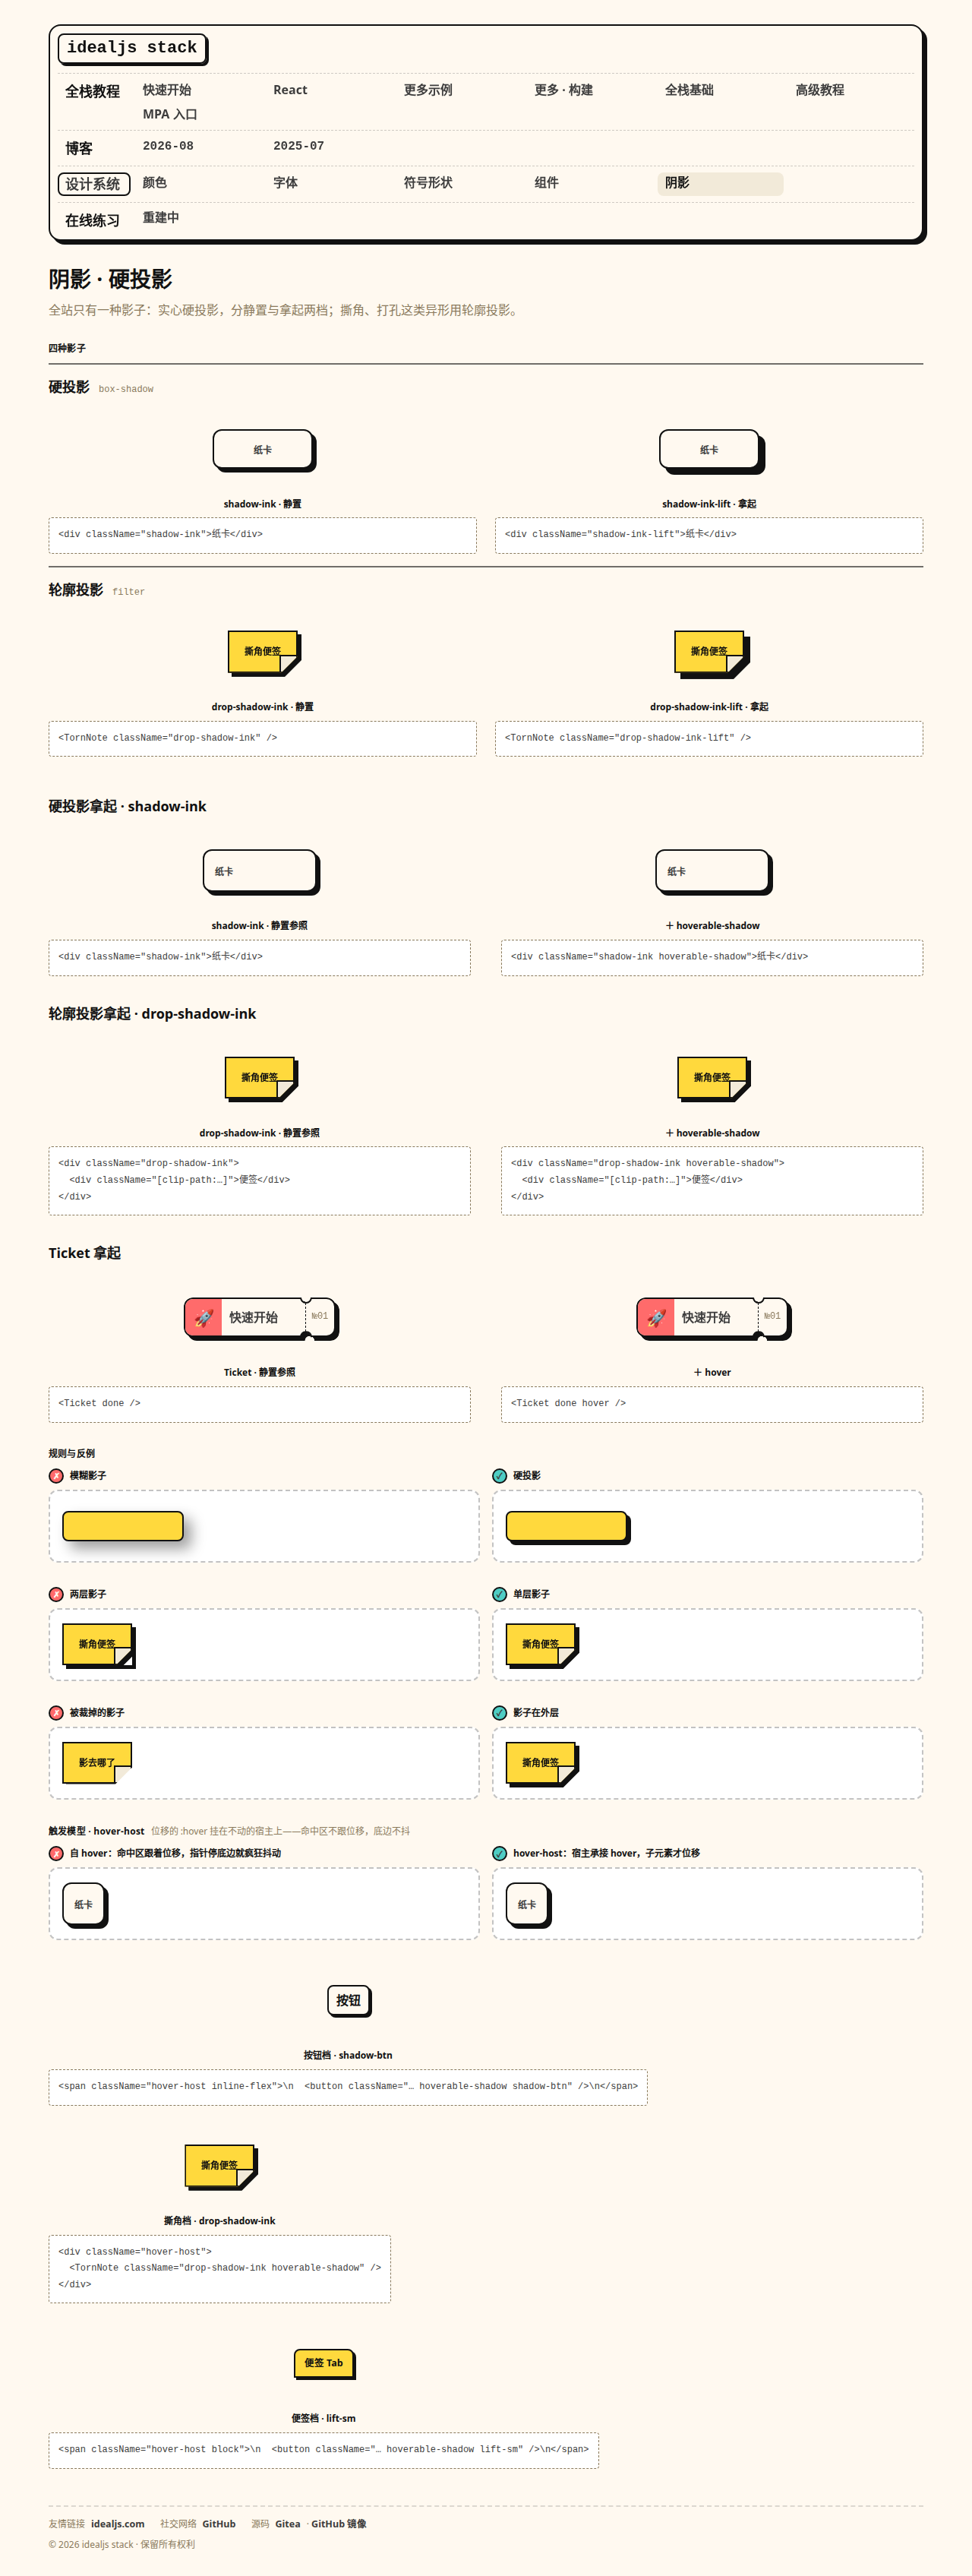 idealjs stack
全栈教程 快速开始 React 更多示例 更多 · 构建 全栈基础 高级教程
MPA 入口
博客 2026-08 2025-07
设计系统 颜色 字体 符号形状 组件 阴影
在线练习 重建中
阴影 · 硬投影
全站只有一种影子：实心硬投影，分静置与拿起两档；撕角、打孔这类异形用轮廓投影。
四种影子
硬投影 box-shadow
纸卡 纸卡
shadow-ink · 静置 shadow-ink-lift · 拿起
<div className="shadow-ink">纸卡</div> <div className="shadow-ink-lift">纸卡</div>
轮廓投影 filter
撕角便签 撕角便签
drop-shadow-ink · 静置 drop-shadow-ink-lift · 拿起
<TornNote className="drop-shadow-ink" /> <TornNote className="drop-shadow-ink-lift" />
硬投影拿起 · shadow-ink
纸卡 纸卡
shadow-ink · 静置参照 ＋ hoverable-shadow
<div className="shadow-ink">纸卡</div> <div className="shadow-ink hoverable-shadow">纸卡</div>
轮廓投影拿起 · drop-shadow-ink
撕角便签 撕角便签
drop-shadow-ink · 静置参照 ＋ hoverable-shadow
<div className="drop-shadow-ink"> <div className="drop-shadow-ink hoverable-shadow">
<div className="[clip-path:…]">便签</div> <div className="[clip-path:…]">便签</div>
</div> </div>
Ticket 拿起
🚀 快速开始 №01 🚀 快速开始 №01
Ticket · 静置参照 ＋ hover
<Ticket done /> <Ticket done hover />
规则与反例
✗ 模糊影子 ✓ 硬投影
✗ 两层影子 ✓ 单层影子
撕角便签 撕角便签
✗ 被裁掉的影子 ✓ 影子在外层
影去哪了 撕角便签
触发模型 · hover-host 位移的 :hover 挂在不动的宿主上——命中区不跟位移，底边不抖
✗ 自 hover：命中区跟着位移，指针停底边就疯狂抖动 ✓ hover-host：宿主承接 hover，子元素才位移
纸卡 纸卡
按钮
按钮档 · shadow-btn
<span className="hover-host inline-flex">\n  <button className="… hoverable-shadow shadow-btn" />\n</span>
撕角便签
撕角档 · drop-shadow-ink
<div className="hover-host">
<TornNote className="drop-shadow-ink hoverable-shadow" />
</div>
便签 Tab
便签档 · lift-sm
<span className="hover-host block">\n  <button className="… hoverable-shadow lift-sm" />\n</span>
友情链接 idealjs.com 社交网络 GitHub 源码 Gitea · GitHub 镜像
© 2026 idealjs stack · 保留所有权利